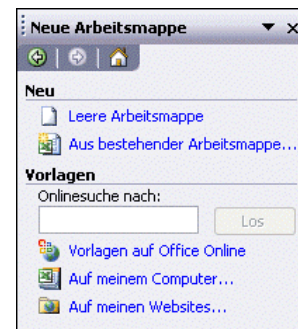 Neue Arbeitsmappe
Neu
Leere Arbeitsmappe
Aus bestehender Arbeitsmappe...
Vorlagen
Onlinesuche nach:
Los
Vorlagen auf Office Online
Auf meinem Computer...
Auf meinen Websites...